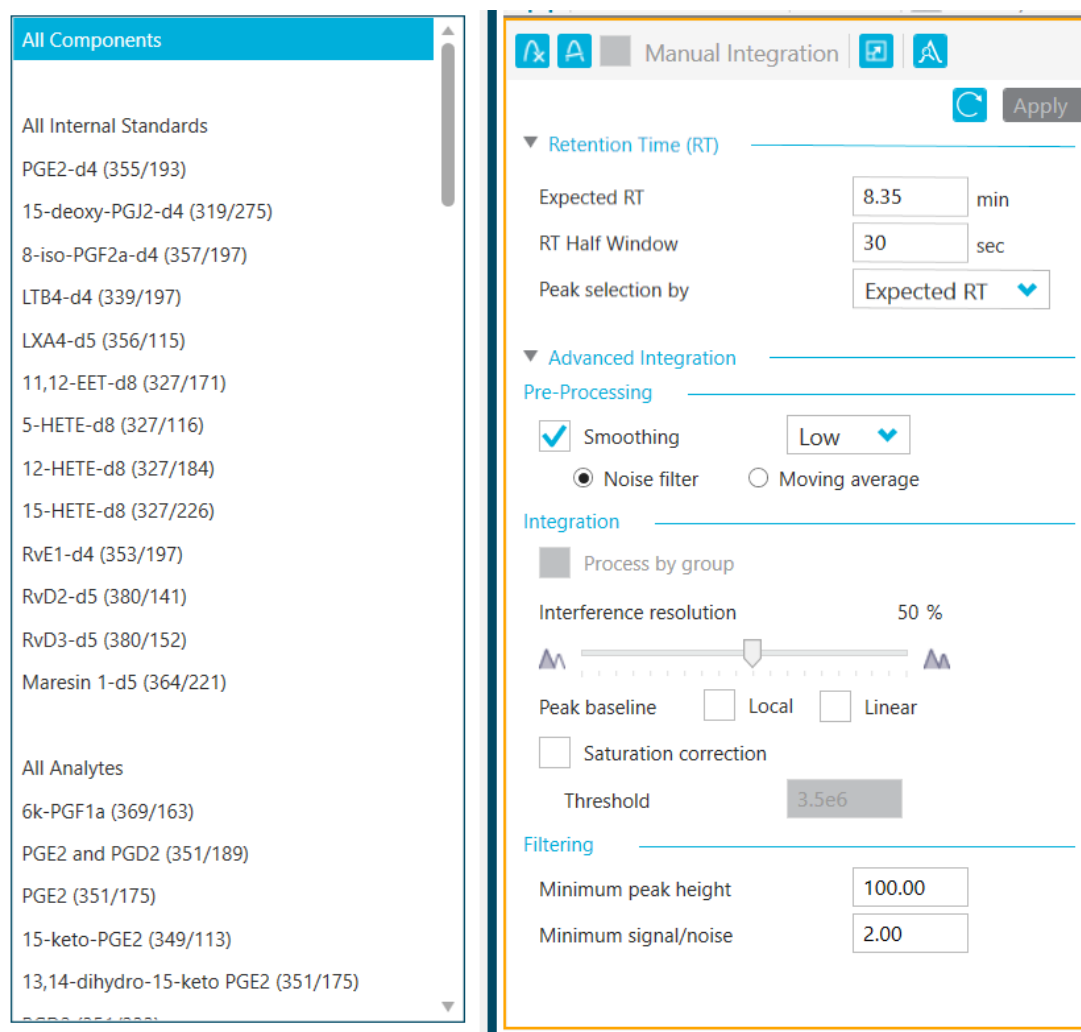 All Components
All Internal Standards
PGE2-d4 (355/193)
15-deoxy-PGJ2-d4 (319/275)
8-iso-PGF2a-d4 (357/197)
LTB4-d4 (339/197)
LXA4-d5 (356/115)
11,12-EET-d8 (327/171)
5-HETE-d8 (327/116)
12-HETE-d8 (327/184)
15-HETE-d8 (327/226)
RvE1-d4 (353/197)
RvD2-d5 (380/141)
RvD3-d5 (380/152)
Maresin 1-d5 (364/221)
All Analytes
6k-PGF1a (369/163)
PGE2 and PGD2 (351/189)
PGE2 (351/175)
15-keto-PGE2 (349/113)
13,14-dihydro-15-keto PGE2 (351/175)
Manual Integration
Apply
Retention Time (RT)
Expected RT 8.35 min
RT Half Window 30 sec
Peak selection by Expected RT
Advanced Integration
Pre-Processing
Smoothing Low
Noise filter Moving average
Integration
Process by group
Interference resolution 50 %
Peak baseline Local Linear
Saturation correction
Threshold 3.5e6
Filtering
Minimum peak height 100.00
Minimum signal/noise 2.00